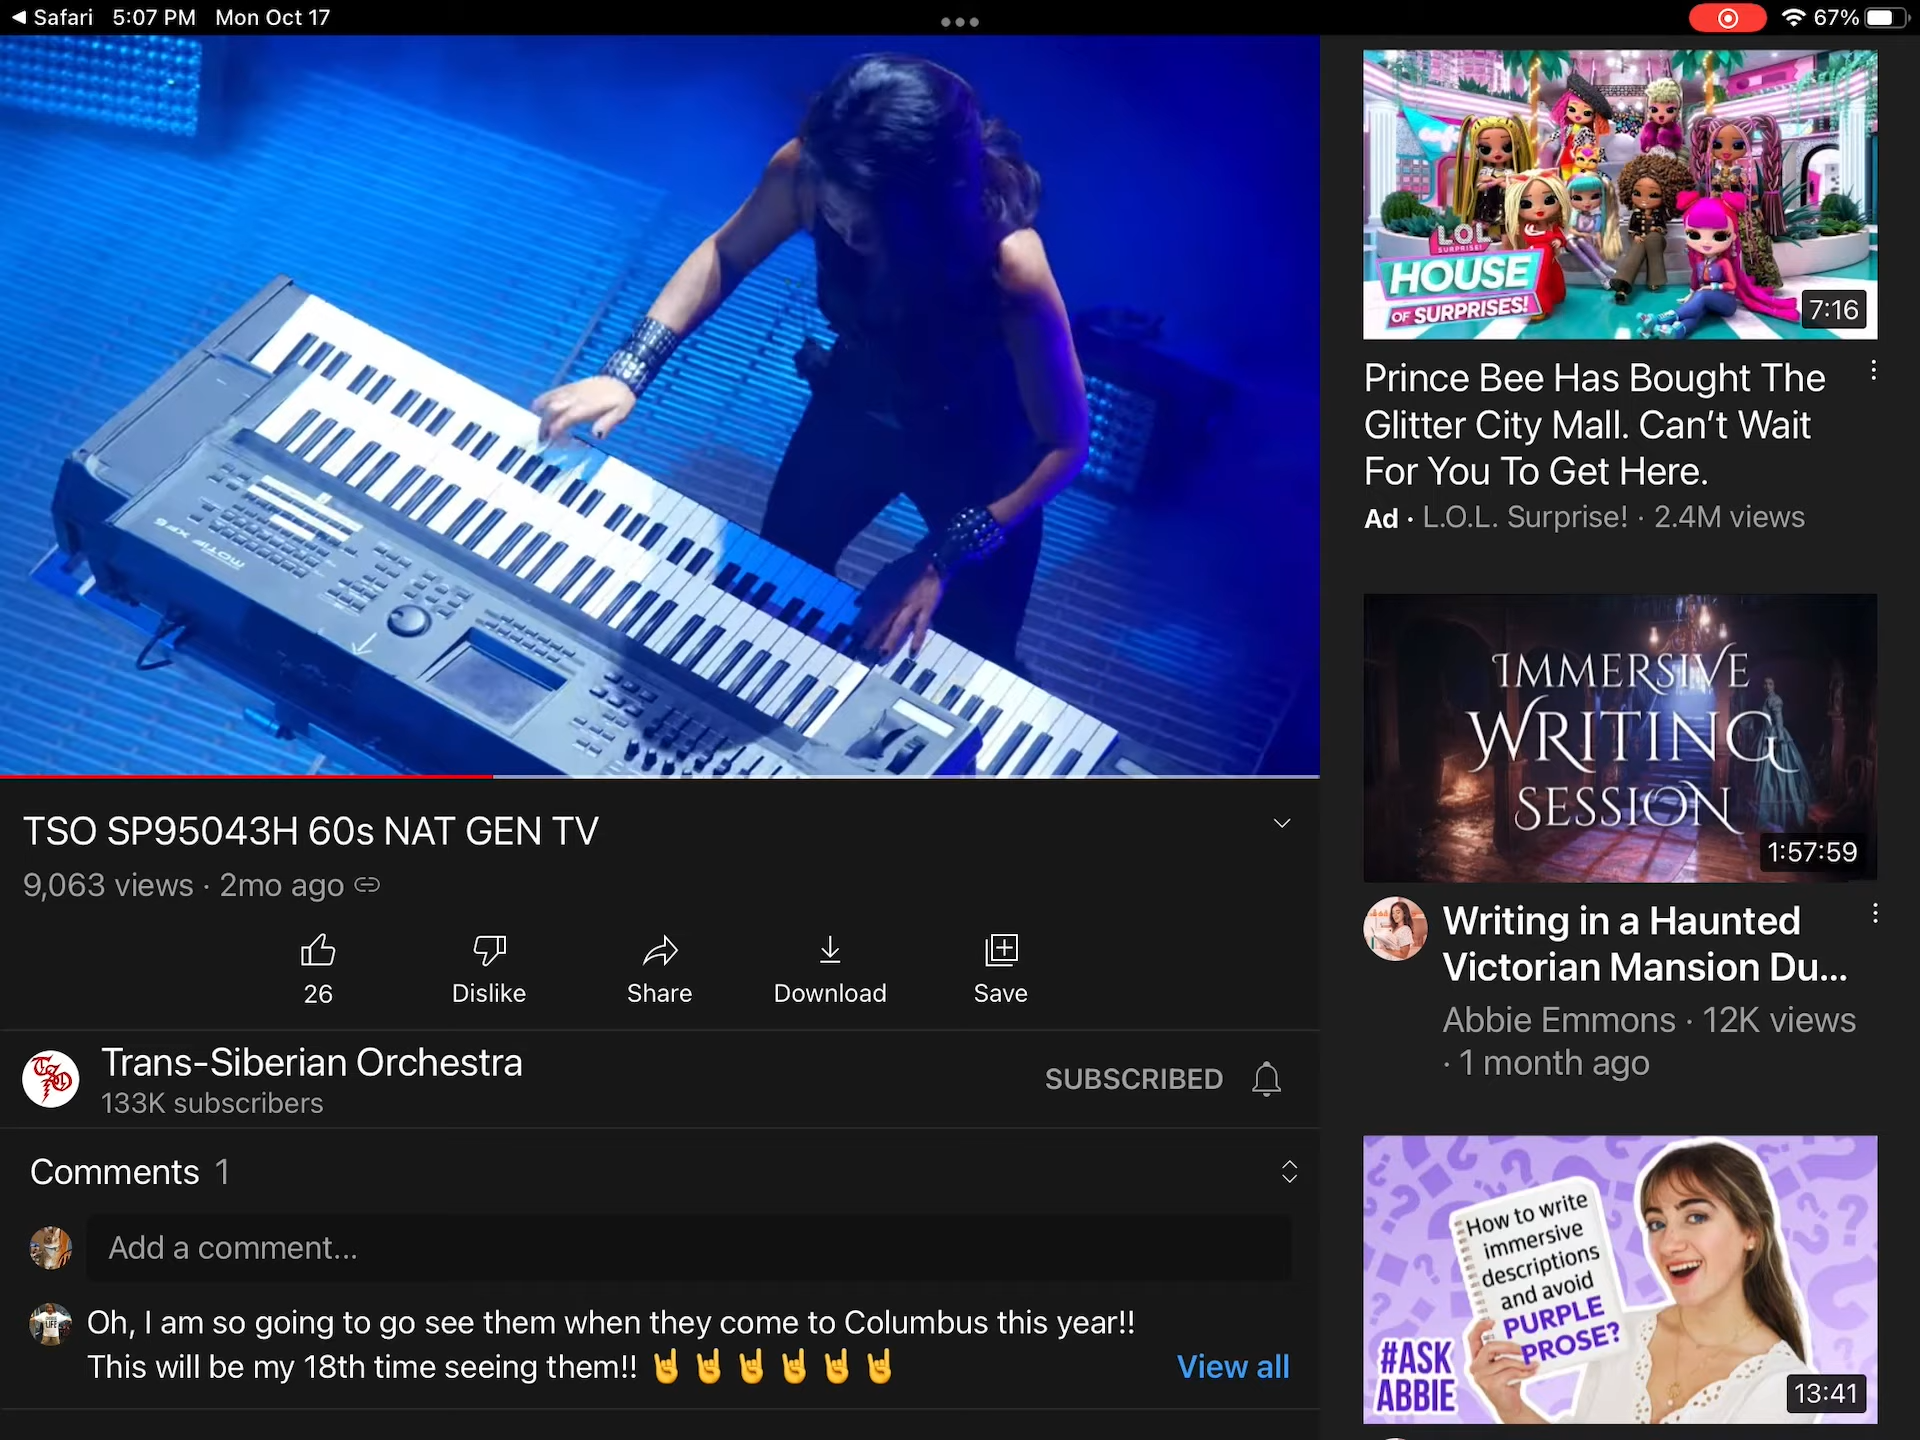 Safari 5:07 PM Mon Oct 17
67%
MOTIF XF6
TSO SP95043H 60s NAT GEN TV
9,063 views · 2mo ago
26
Dislike
Share
Download
Save
TSO
Trans-Siberian Orchestra
133K subscribers
SUBSCRIBED
Comments 1
Add a comment...
LIFE
Oh, I am so going to go see them when they come to Columbus this year!!
This will be my 18th time seeing them!! 🤘🤘🤘🤘🤘🤘
View all
LOL
SURPRISE!
HOUSE
OF SURPRISES!
7:16
Prince Bee Has Bought The
Glitter City Mall. Can't Wait
For You To Get Here.
Ad · L.O.L. Surprise! · 2.4M views
IMMERSIVE
WRITING
SESSION
1:57:59
Writing in a Haunted
Victorian Mansion Du...
Abbie Emmons · 12K views
· 1 month ago
How to write
immersive
descriptions
and avoid
PURPLE
PROSE?
#ASK
ABBIE
13:41